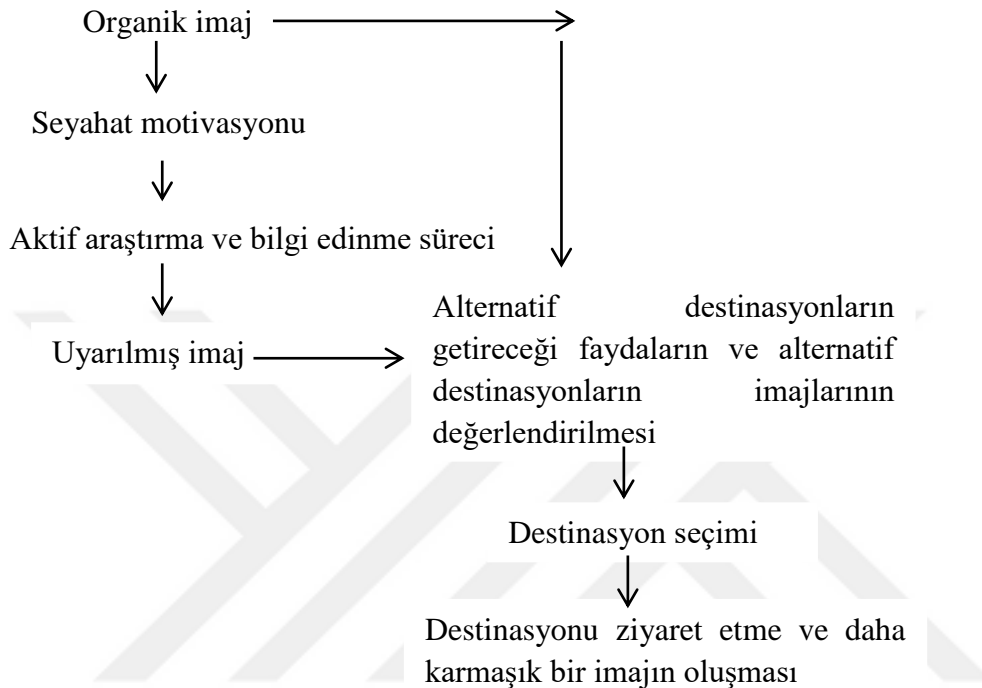 Organik imaj
Seyahat motivasyonu
Aktif araştırma ve bilgi edinme süreci
Uyarılmış imaj
Alternatif destinasyonların
getireceği faydaların ve alternatif
destinasyonların imajlarının
değerlendirilmesi
Destinasyon seçimi
Destinasyonu ziyaret etme ve daha
karmaşık bir imajın oluşması